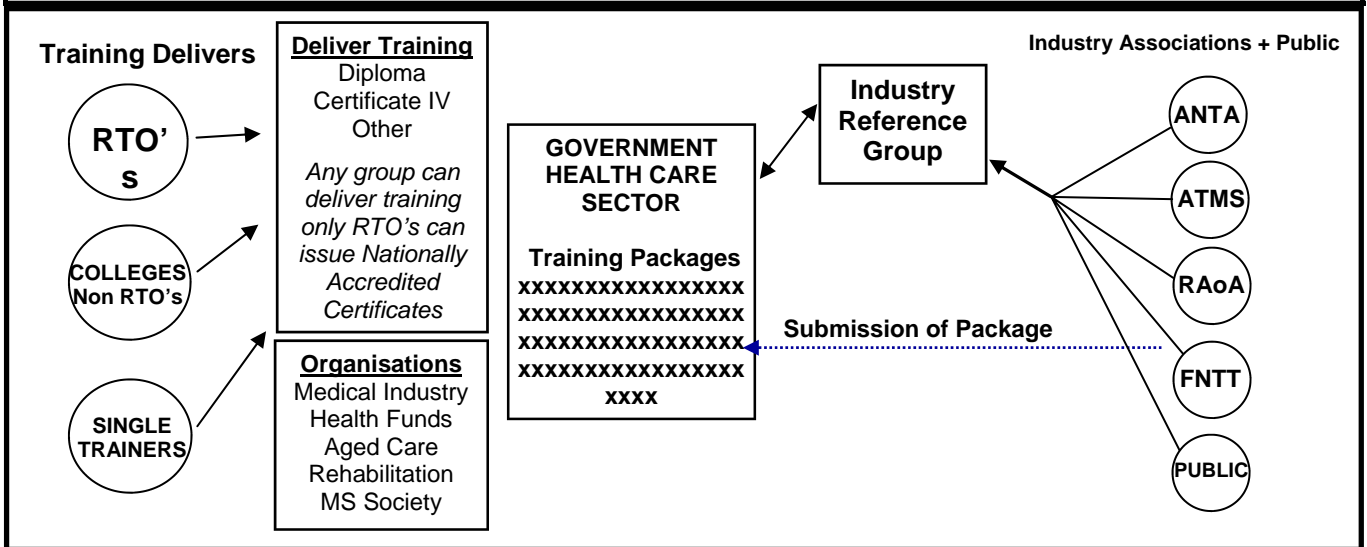 Training Delivers
RTO'
s
COLLEGES
Non RTO's
SINGLE
TRAINERS
Deliver Training
Diploma
Certificate IV
Other
Any group can
deliver training
only RTO's can
issue Nationally
Accredited
Certificates
Organisations
Medical Industry
Health Funds
Aged Care
Rehabilitation
MS Society
GOVERNMENT
HEALTH CARE
SECTOR
Training Packages
xxxxxxxxxxxxxxxxx
xxxxxxxxxxxxxxxxx
xxxxxxxxxxxxxxxxx
xxxxxxxxxxxxxxxxx
xxxx
Industry
Reference
Group
Submission of Package
Industry Associations + Public
ANTA
ATMS
RAoA
FNTT
PUBLIC